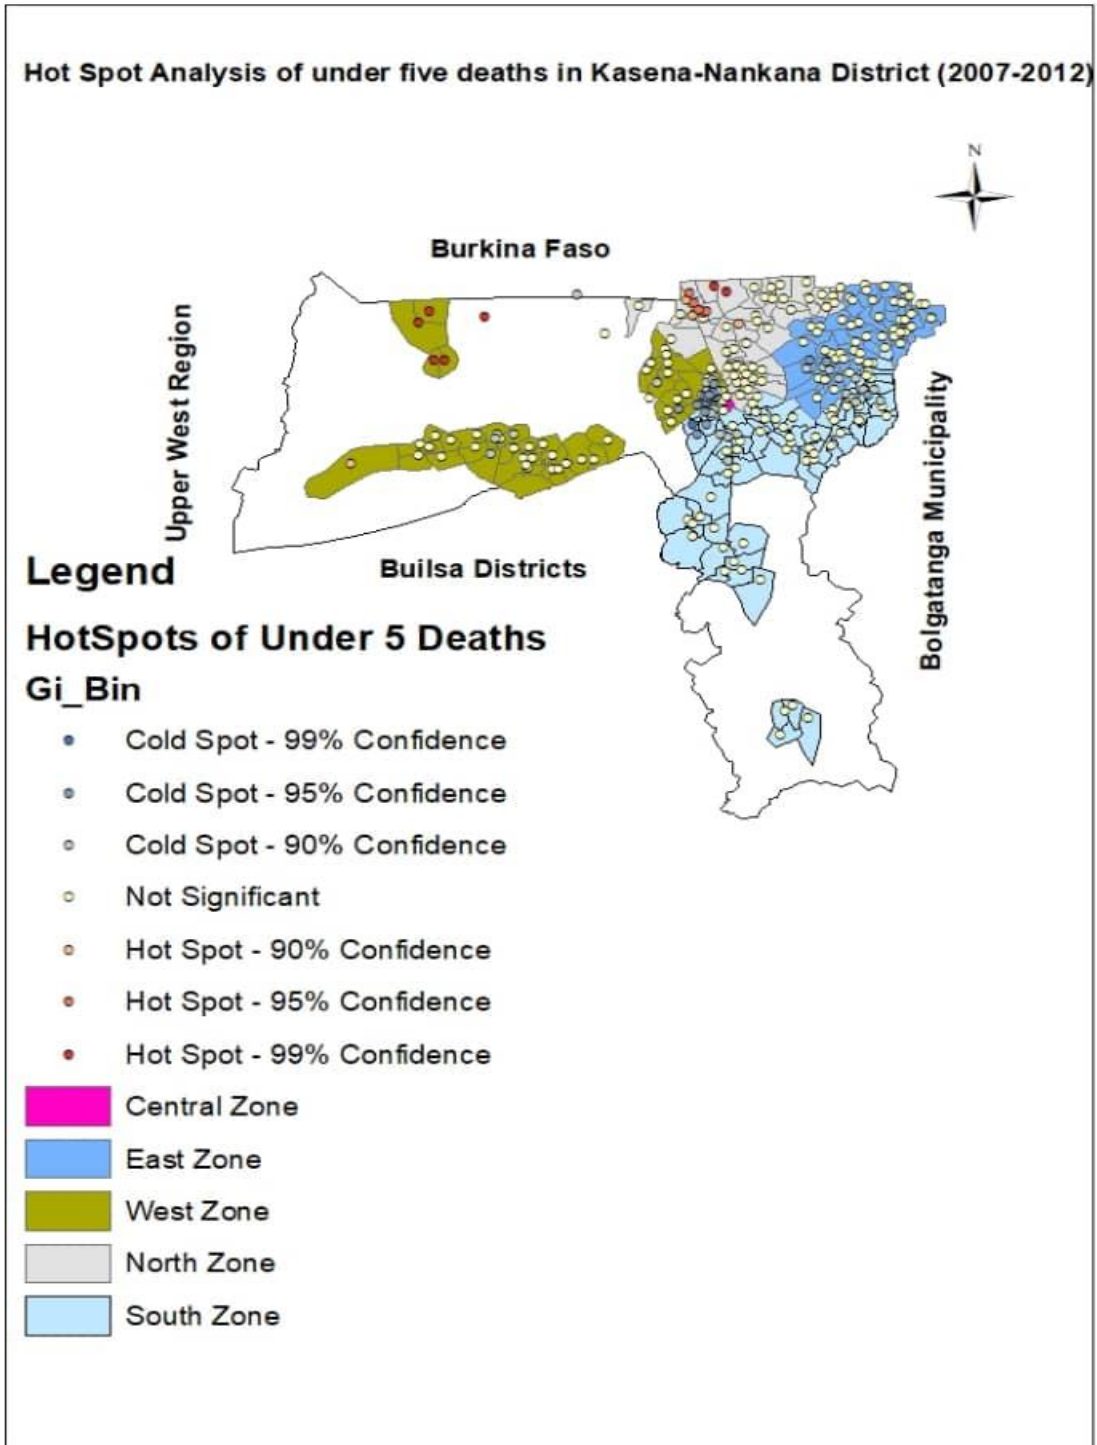 Hot Spot Analysis of under five deaths in Kasena-Nankana District (2007-2012)
N
Burkina Faso
Upper West Region
Bolgatanga Municipality
Builsa Districts
Legend
HotSpots of Under 5 Deaths
Gi_Bin
Cold Spot - 99% Confidence
Cold Spot - 95% Confidence
Cold Spot - 90% Confidence
Not Significant
Hot Spot - 90% Confidence
Hot Spot - 95% Confidence
Hot Spot - 99% Confidence
Central Zone
East Zone
West Zone
North Zone
South Zone